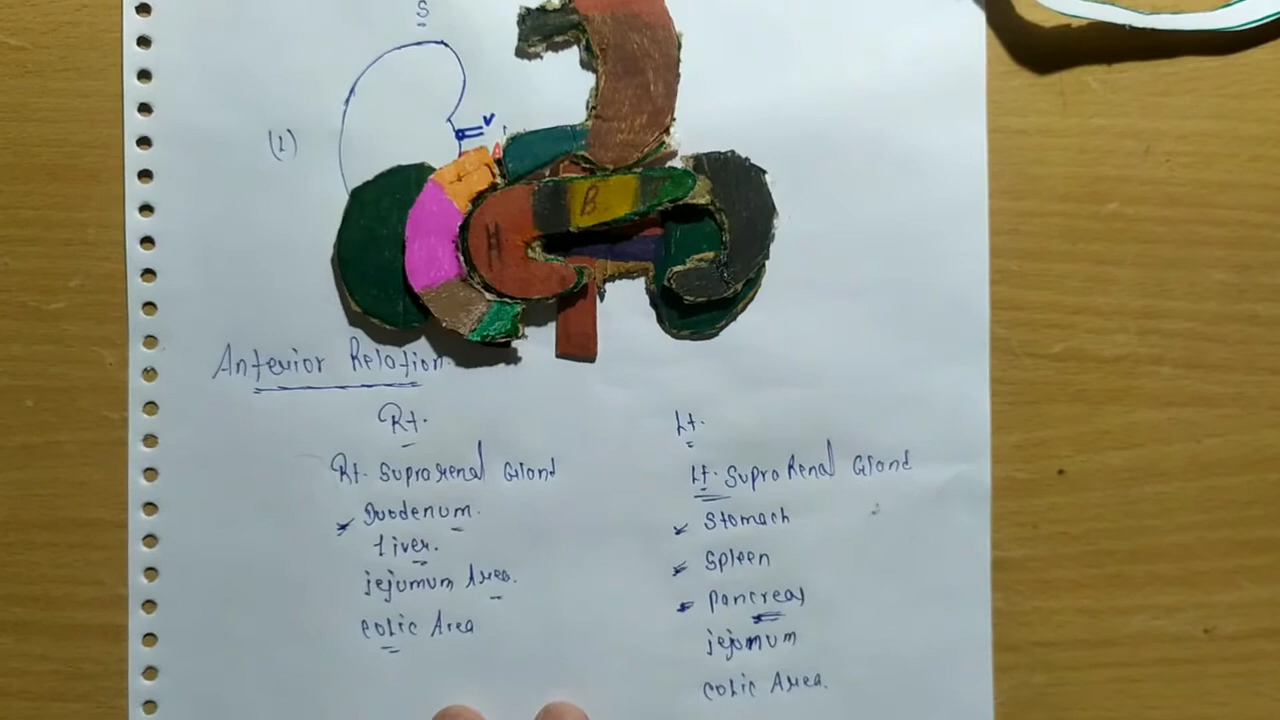 S
(1)
V
B
H
Anterior Relation.
Rt.
Rt. Suprarenal Gland
Duodenum.
Liver.
jejumum Area.
colic Area
Lt.
Lt. SupraRenal Gland
Stomach
Spleen
Pancreas
jejumum
colic Area.